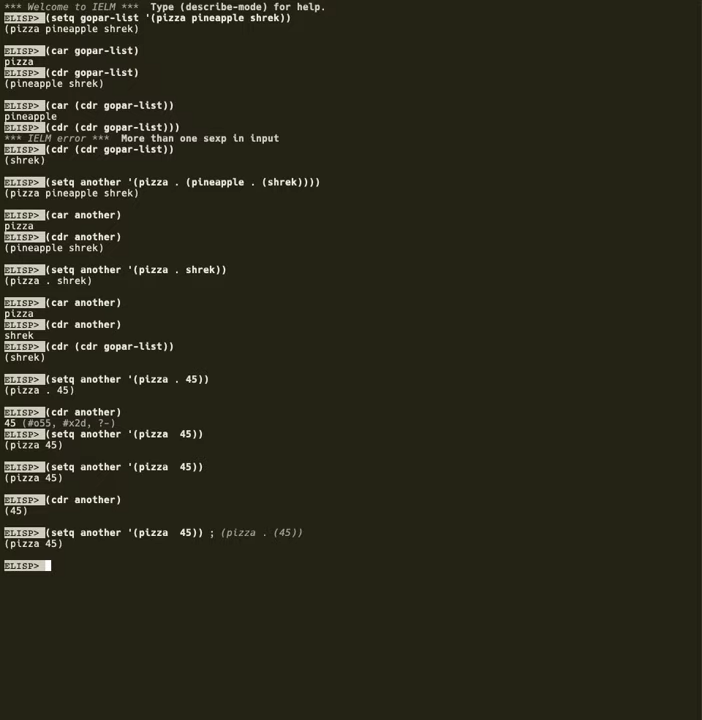 *** Welcome to IELM ***  Type (describe-mode) for help.
ELISP> (setq gopar-list '(pizza pineapple shrek))
(pizza pineapple shrek)
ELISP> (car gopar-list)
pizza
ELISP> (cdr gopar-list)
(pineapple shrek)
ELISP> (car (cdr gopar-list))
pineapple
ELISP> (cdr (cdr gopar-list)))
*** IELM error ***  More than one sexp in input
ELISP> (cdr (cdr gopar-list))
(shrek)
ELISP> (setq another '(pizza . (pineapple . (shrek))))
(pizza pineapple shrek)
ELISP> (car another)
pizza
ELISP> (cdr another)
(pineapple shrek)
ELISP> (setq another '(pizza . shrek))
(pizza . shrek)
ELISP> (car another)
pizza
ELISP> (cdr another)
shrek
ELISP> (cdr (cdr gopar-list))
(shrek)
ELISP> (setq another '(pizza . 45))
(pizza . 45)
ELISP> (cdr another)
45 (#o55, #x2d, ?-)
ELISP> (setq another '(pizza  45))
(pizza 45)
ELISP> (setq another '(pizza  45))
(pizza 45)
ELISP> (cdr another)
(45)
ELISP> (setq another '(pizza  45)) ; (pizza . (45))
(pizza 45)
ELISP>